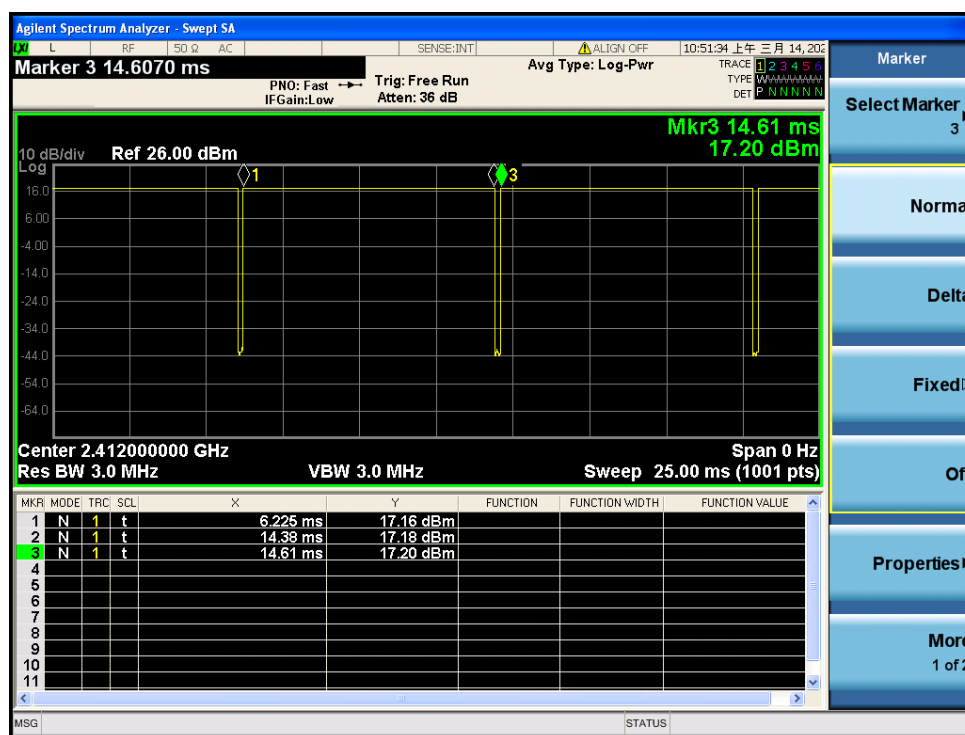 Agilent Spectrum Analyzer - Swept SA
LXI L RF 50 Ω AC SENSE:INT ALIGN OFF 10:51:34 上午 三月 14, 202
Marker 3 14.6070 ms
PNO: Fast
IFGain:Low
Trig: Free Run
Atten: 36 dB
Avg Type: Log-Pwr
TRACE 1 2 3 4 5 6
TYPE
DET P N N N N N
Mkr3 14.61 ms
17.20 dBm
10 dB/div Ref 26.00 dBm
Log
1
3
16.0
6.00
-4.00
-14.0
-24.0
-34.0
-44.0
-54.0
-64.0
Center 2.412000000 GHz Span 0 Hz
Res BW 3.0 MHz VBW 3.0 MHz Sweep 25.00 ms (1001 pts)
MKR MODE TRC SCL X Y FUNCTION FUNCTION WIDTH FUNCTION VALUE
1 N 1 t 6.225 ms 17.16 dBm
2 N 1 t 14.38 ms 17.18 dBm
3 N 1 t 14.61 ms 17.20 dBm
4
5
6
7
8
9
10
11
MSG STATUS
Marker
Select Marker
3
Norma
Delta
Fixed
Of
Properties
More
1 of 2